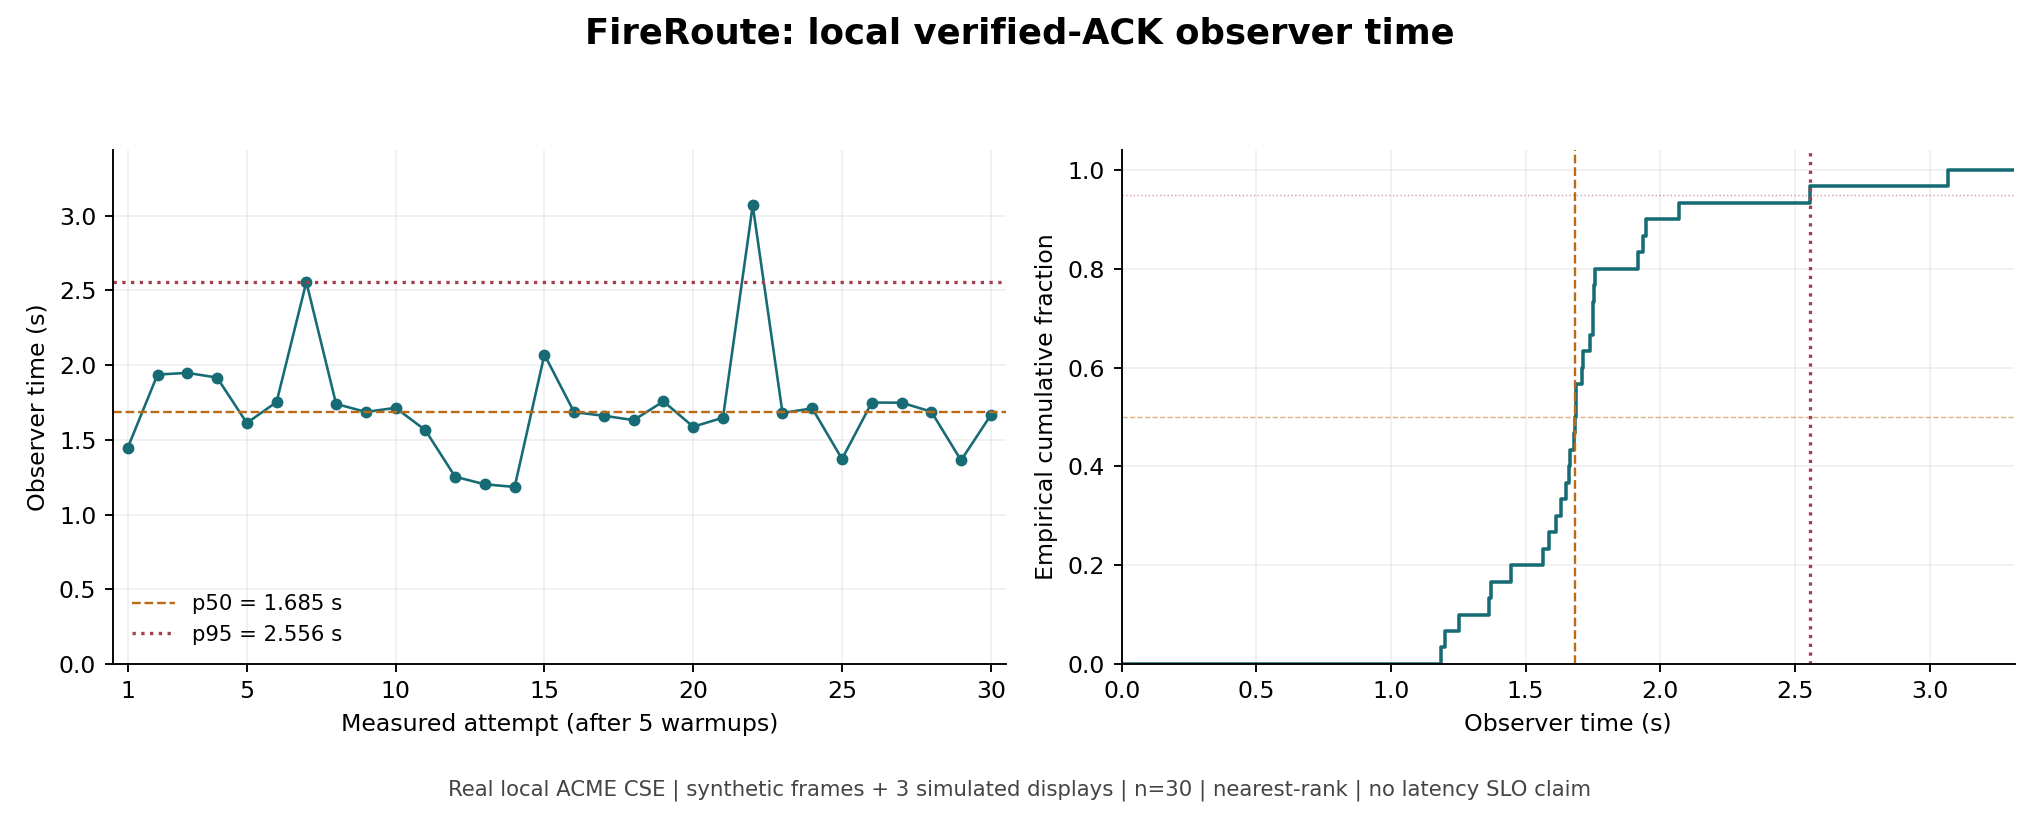 FireRoute: local verified-ACK observer time
Observer time (s)
3.0
2.5
2.0
1.5
1.0
0.5
0.0
p50 = 1.685 s
p95 = 2.556 s
1 5 10 15 20 25 30
Measured attempt (after 5 warmups)
Empirical cumulative fraction
1.0
0.8
0.6
0.4
0.2
0.0
0.0 0.5 1.0 1.5 2.0 2.5 3.0
Observer time (s)
Real local ACME CSE | synthetic frames + 3 simulated displays | n=30 | nearest-rank | no latency SLO claim